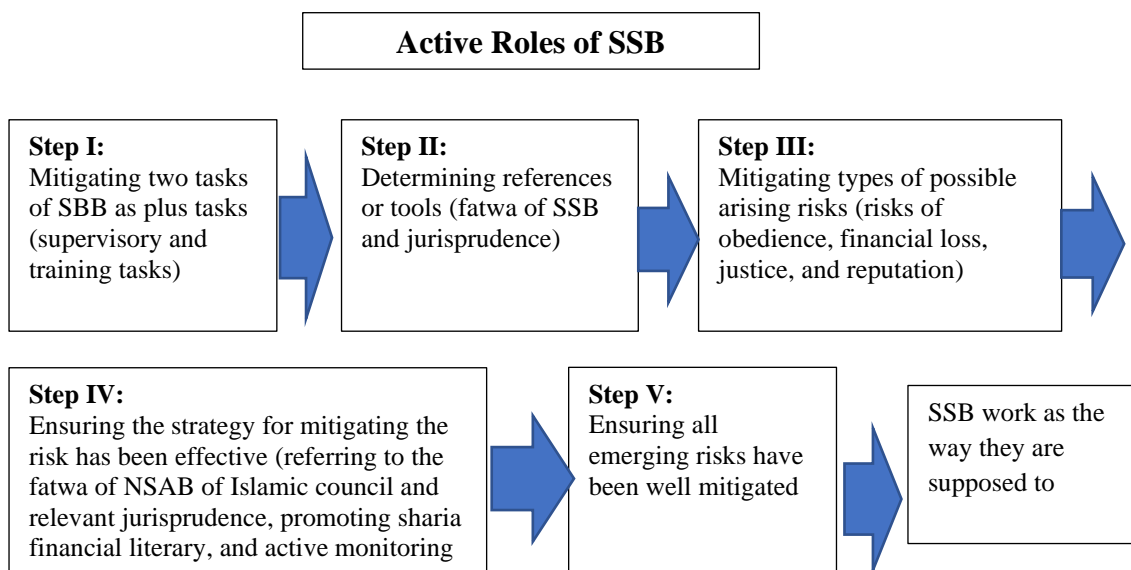 Active Roles of SSB
Step I:
Mitigating two tasks
of SBB as plus tasks
(supervisory and
training tasks)
Step II:
Determining references
or tools (fatwa of SSB
and jurisprudence)
Step III:
Mitigating types of possible
arising risks (risks of
obedience, financial loss,
justice, and reputation)
Step IV:
Ensuring the strategy for mitigating the
risk has been effective (referring to the
fatwa of NSAB of Islamic council and
relevant jurisprudence, promoting sharia
financial literary, and active monitoring
Step V:
Ensuring all
emerging risks have
been well mitigated
SSB work as the
way they are
supposed to